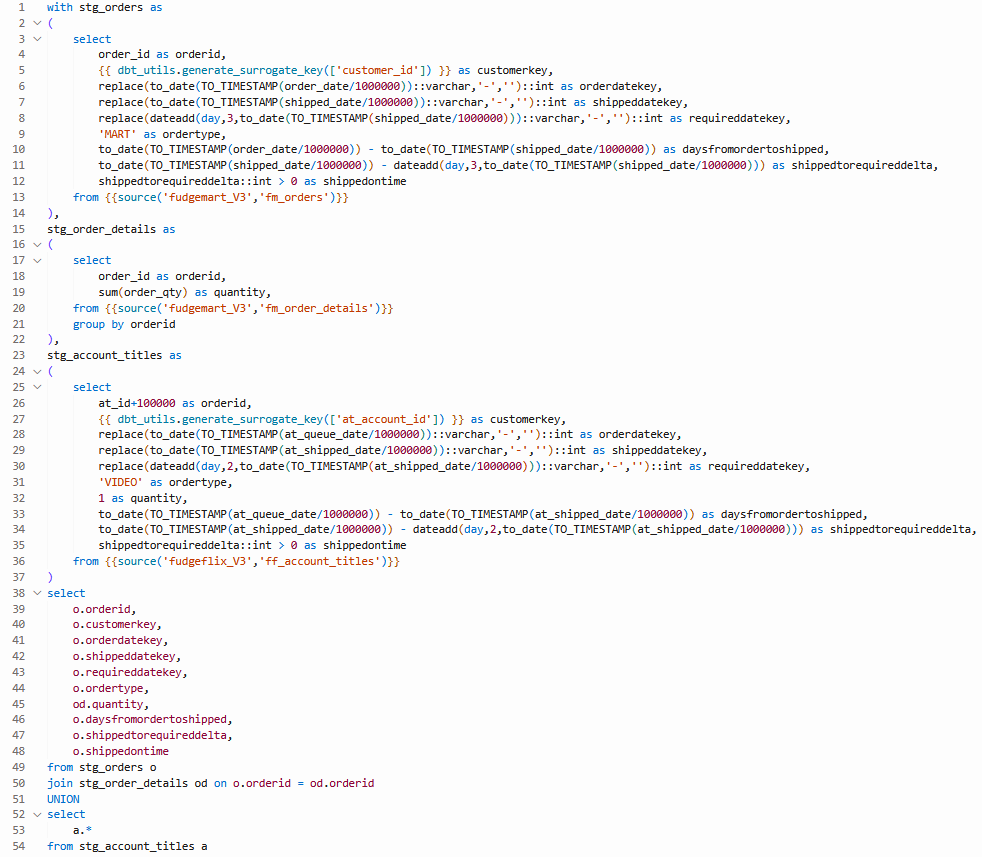 1 with stg_orders as
2 (
3 select
4 order_id as orderid,
5 {{ dbt_utils.generate_surrogate_key(['customer_id']) }} as customerkey,
6 replace(to_date(TO_TIMESTAMP(order_date/1000000))::varchar,'-','')::int as orderdatekey,
7 replace(to_date(TO_TIMESTAMP(shipped_date/1000000))::varchar,'-','')::int as shippeddatekey,
8 replace(dateadd(day,3,to_date(TO_TIMESTAMP(shipped_date/1000000)))::varchar,'-','')::int as requireddatekey,
9 'MART' as ordertype,
10 to_date(TO_TIMESTAMP(order_date/1000000)) - to_date(TO_TIMESTAMP(shipped_date/1000000)) as daysfromordertoshipped,
11 to_date(TO_TIMESTAMP(shipped_date/1000000)) - dateadd(day,3,to_date(TO_TIMESTAMP(shipped_date/1000000))) as shippedtorequireddelta,
12 shippedtorequireddelta::int > 0 as shippedontime
13 from {{source('fudgemart_V3','fm_orders')}}
14 ),
15 stg_order_details as
16 (
17 select
18 order_id as orderid,
19 sum(order_qty) as quantity,
20 from {{source('fudgemart_V3','fm_order_details')}}
21 group by orderid
22 ),
23 stg_account_titles as
24 (
25 select
26 at_id+100000 as orderid,
27 {{ dbt_utils.generate_surrogate_key(['at_account_id']) }} as customerkey,
28 replace(to_date(TO_TIMESTAMP(at_queue_date/1000000))::varchar,'-','')::int as orderdatekey,
29 replace(to_date(TO_TIMESTAMP(at_shipped_date/1000000))::varchar,'-','')::int as shippeddatekey,
30 replace(dateadd(day,2,to_date(TO_TIMESTAMP(at_shipped_date/1000000)))::varchar,'-','')::int as requireddatekey,
31 'VIDEO' as ordertype,
32 1 as quantity,
33 to_date(TO_TIMESTAMP(at_queue_date/1000000)) - to_date(TO_TIMESTAMP(at_shipped_date/1000000)) as daysfromordertoshipped,
34 to_date(TO_TIMESTAMP(at_shipped_date/1000000)) - dateadd(day,2,to_date(TO_TIMESTAMP(at_shipped_date/1000000))) as shippedtorequireddelta,
35 shippedtorequireddelta::int > 0 as shippedontime
36 from {{source('fudgeflix_V3','ff_account_titles')}}
37 )
38 select
39 o.orderid,
40 o.customerkey,
41 o.orderdatekey,
42 o.shippeddatekey,
43 o.requireddatekey,
44 o.ordertype,
45 od.quantity,
46 o.daysfromordertoshipped,
47 o.shippedtorequireddelta,
48 o.shippedontime
49 from stg_orders o
50 join stg_order_details od on o.orderid = od.orderid
51 UNION
52 select
53 a.*
54 from stg_account_titles a